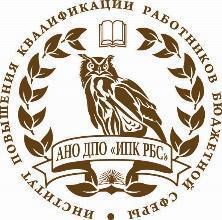 ИНСТИТУТ ПОВЫШЕНИЯ КВАЛИФИКАЦИИ РАБОТНИКОВ БЮДЖЕТНОЙ СФЕРЫ
АНО ДПО «ИПК РБС»